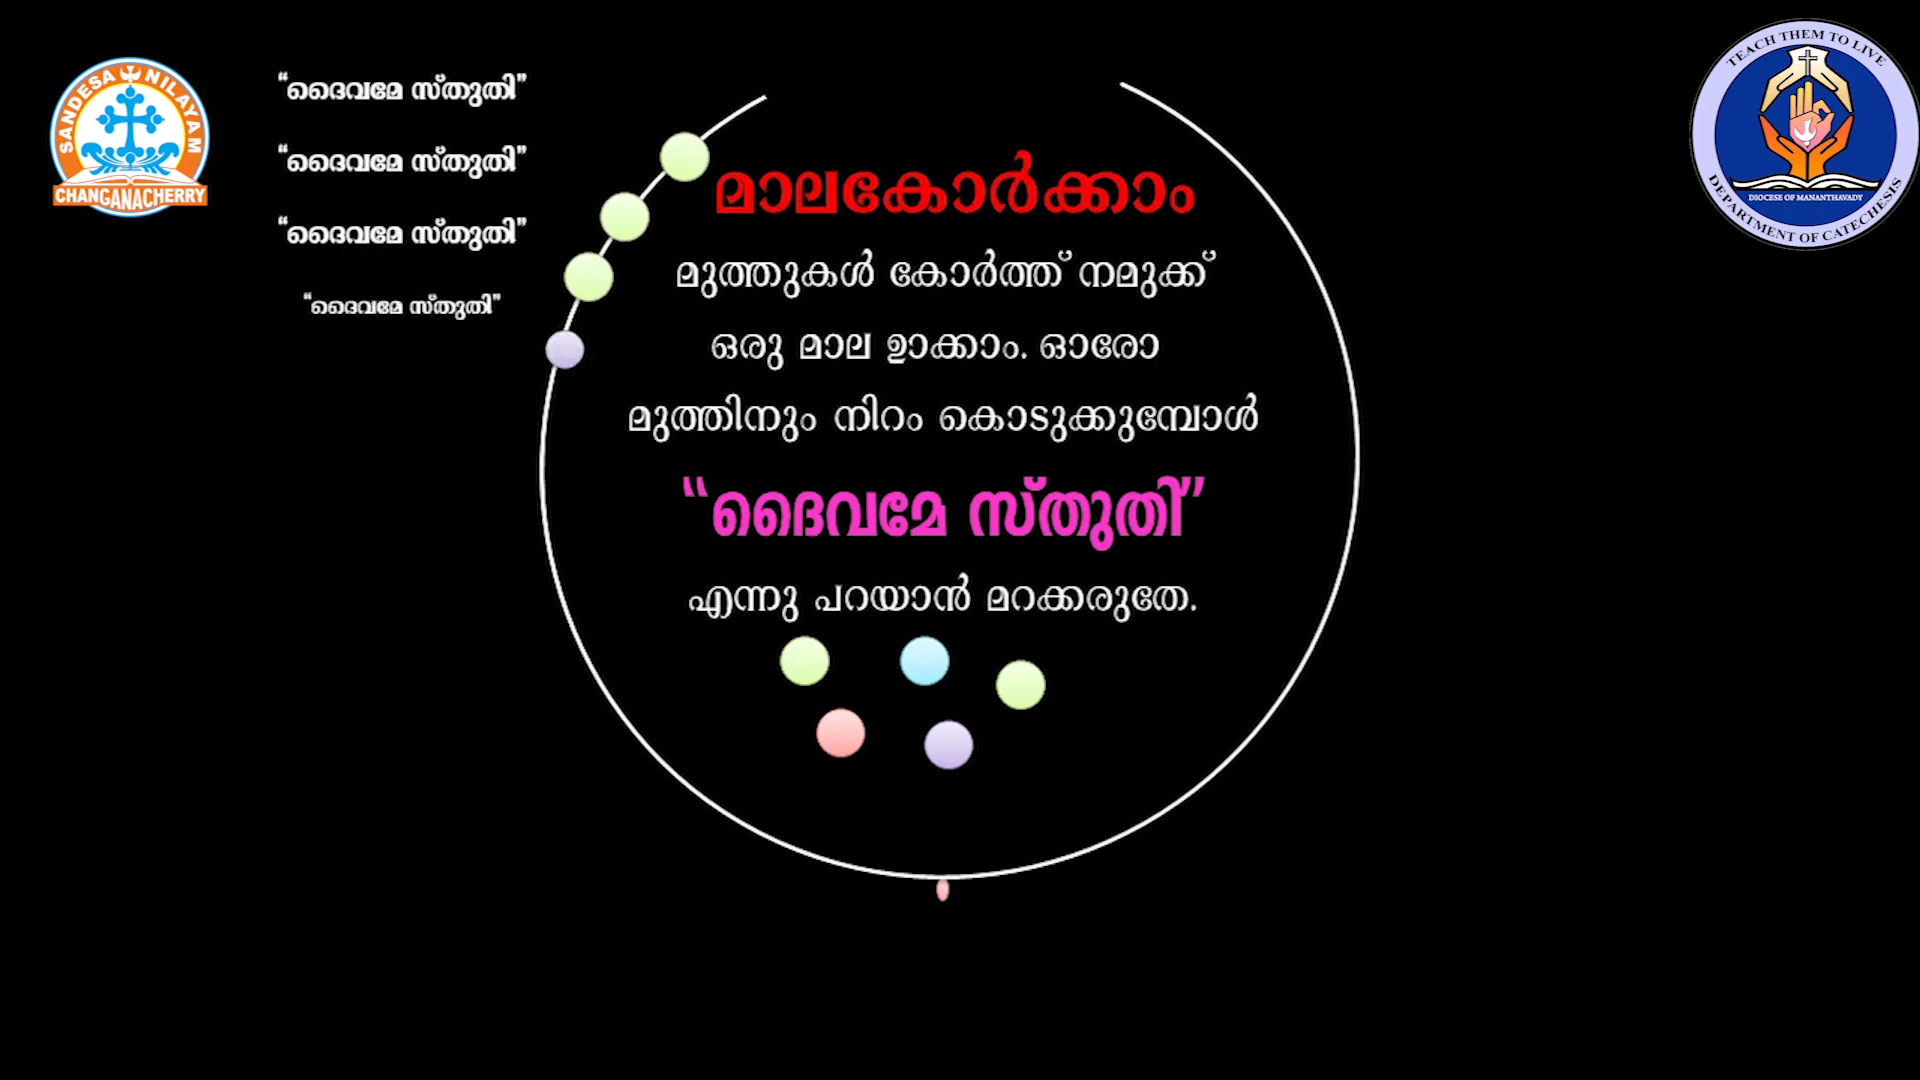 SANDESA NILAYAM
CHANGANACHERRY
“ദൈവമേ സ്തുതി”
“ദൈവമേ സ്തുതി”
“ദൈവമേ സ്തുതി”
“ദൈവമേ സ്തുതി”
മാലകോർക്കാം
മുത്തുകൾ കോർത്ത് നമുക്ക്
ഒരു മാല ഉാക്കാം. ഓരോ
മുത്തിനും നിറം കൊടുക്കുമ്പോൾ
“ദൈവമേ സ്തുതി”
എന്നു പറയാൻ മറക്കരുതേ.
TEACH THEM TO LIVE
DIOCESE OF MANANTHAVADY
DEPARTMENT OF CATECHESIS